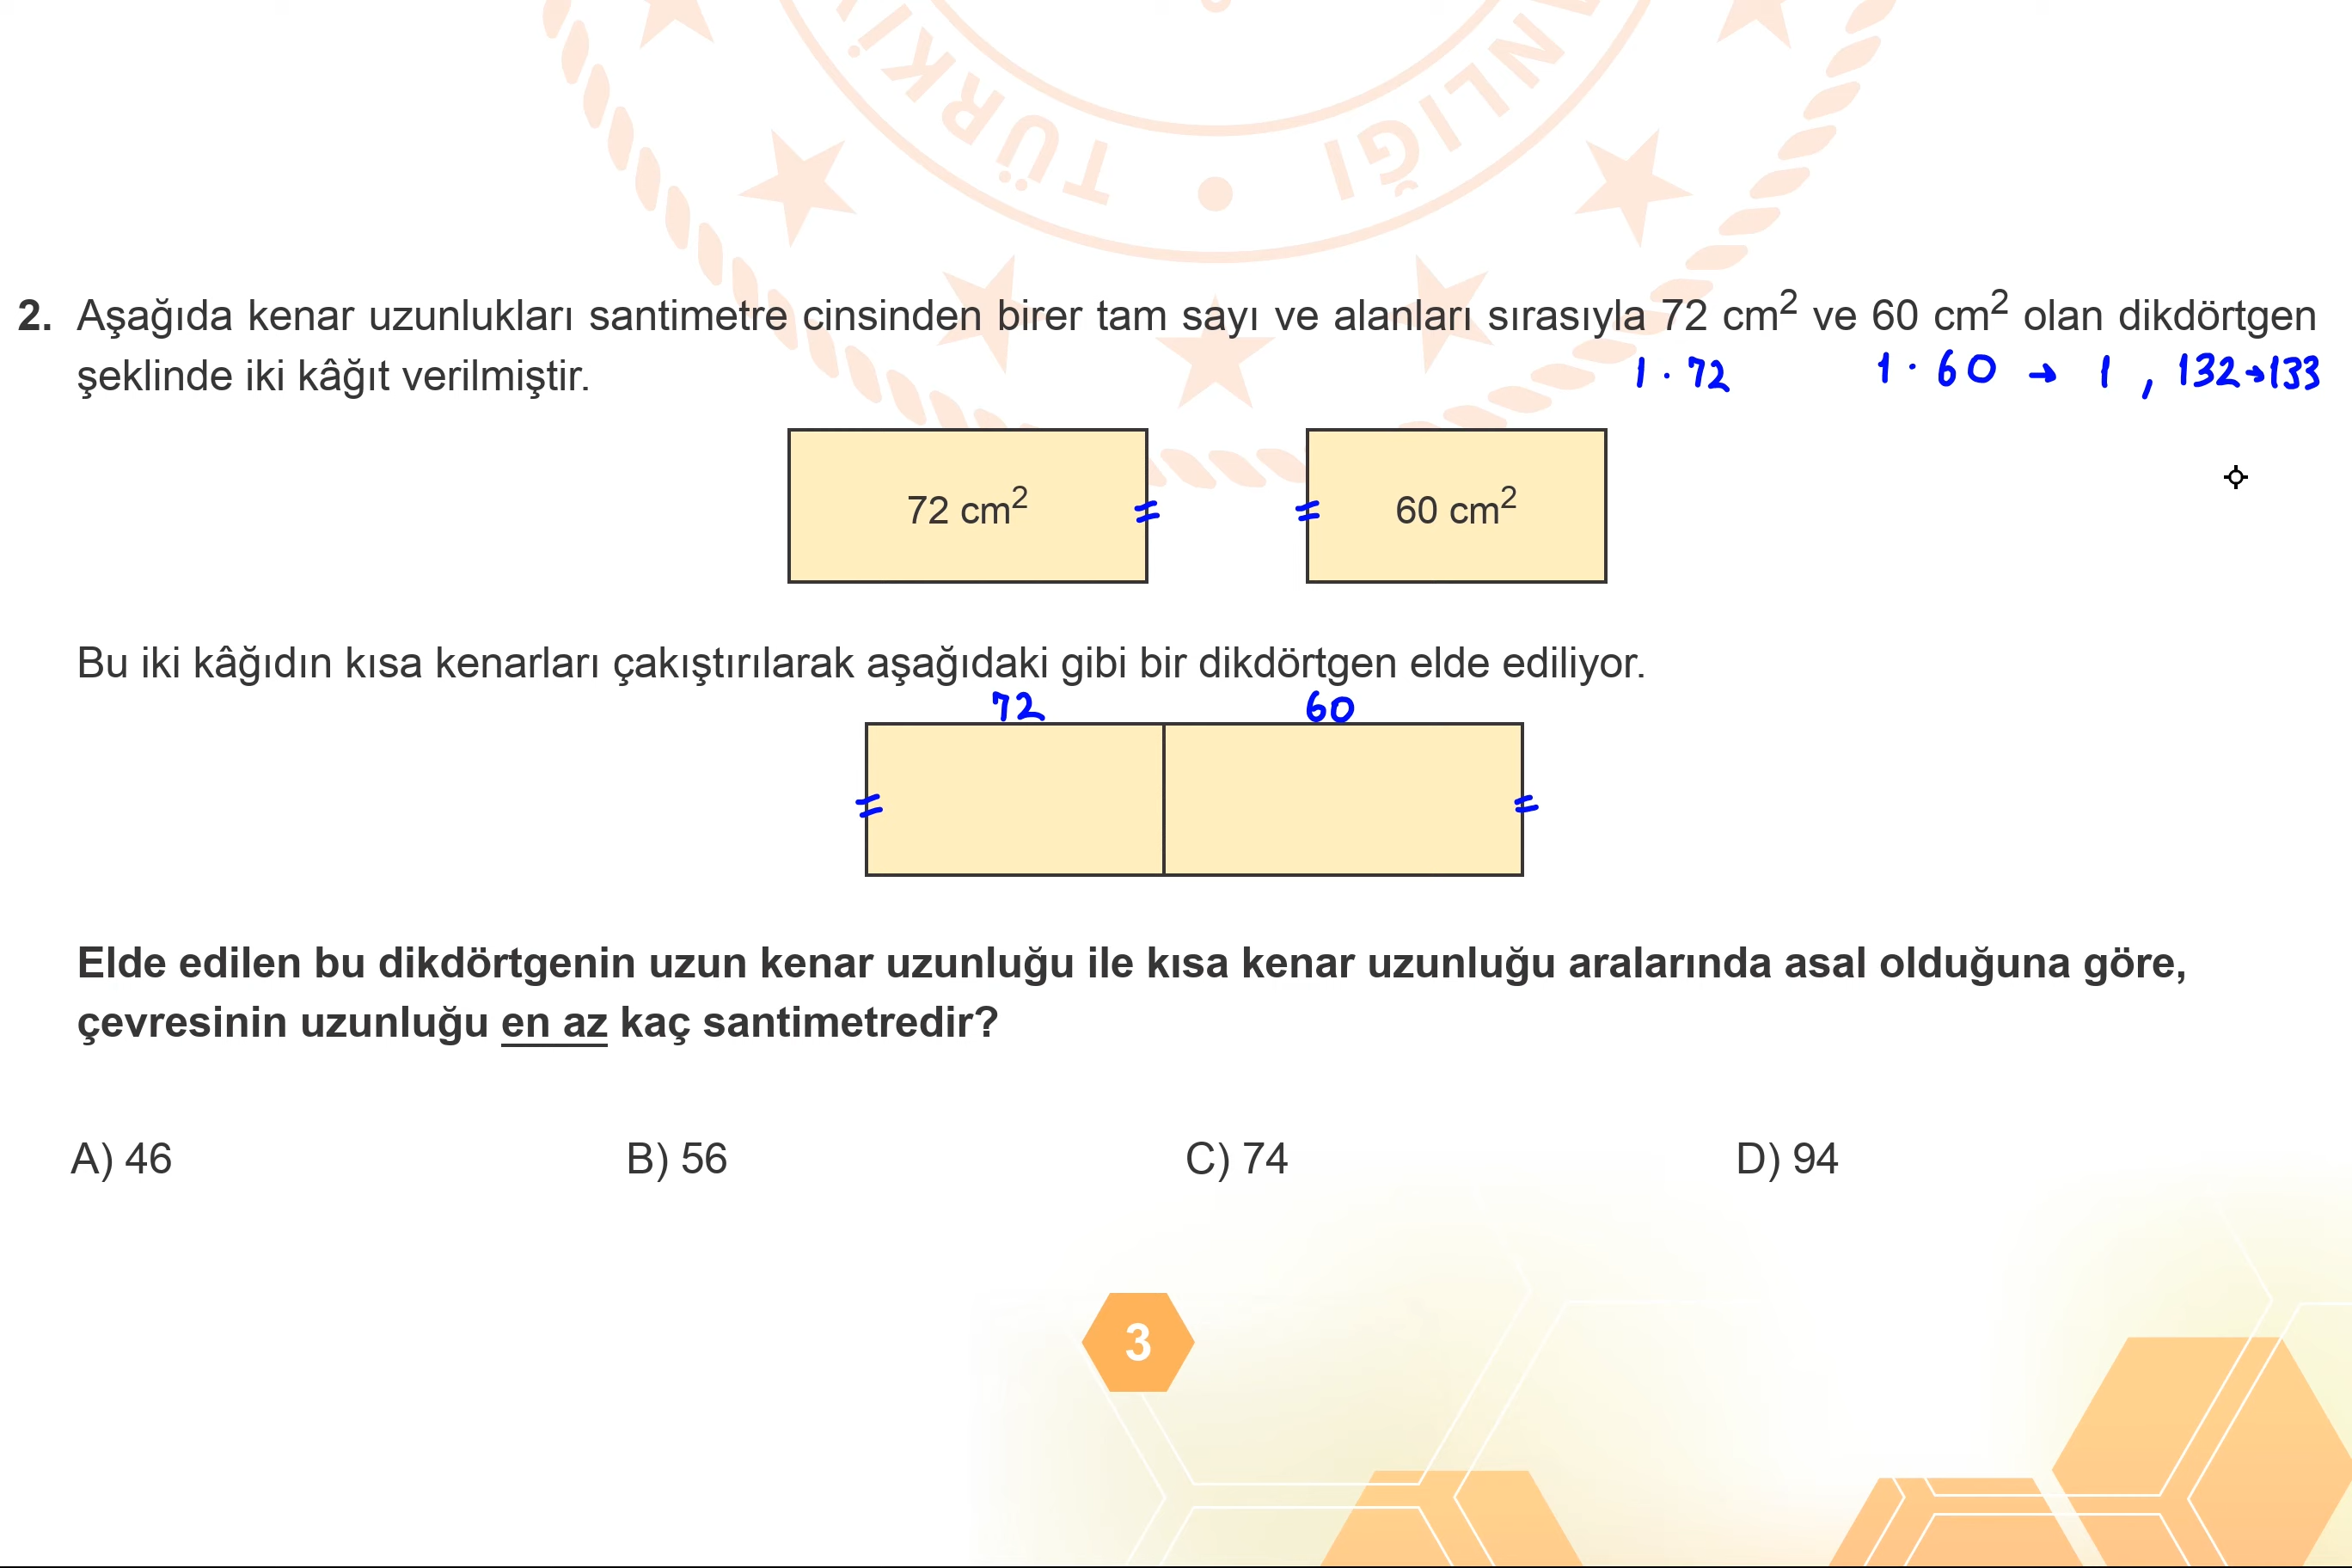 TÜRKİ
ANLIĞI
2. Aşağıda kenar uzunlukları santimetre cinsinden birer tam sayı ve alanları sırasıyla 72 cm² ve 60 cm² olan dikdörtgen
şeklinde iki kâğıt verilmiştir.
1 · 72 1 · 60 → 1 , 132→133
72 cm² 60 cm²
Bu iki kâğıdın kısa kenarları çakıştırılarak aşağıdaki gibi bir dikdörtgen elde ediliyor.
72 60
Elde edilen bu dikdörtgenin uzun kenar uzunluğu ile kısa kenar uzunluğu aralarında asal olduğuna göre,
çevresinin uzunluğu en az kaç santimetredir?
A) 46 B) 56 C) 74 D) 94
3